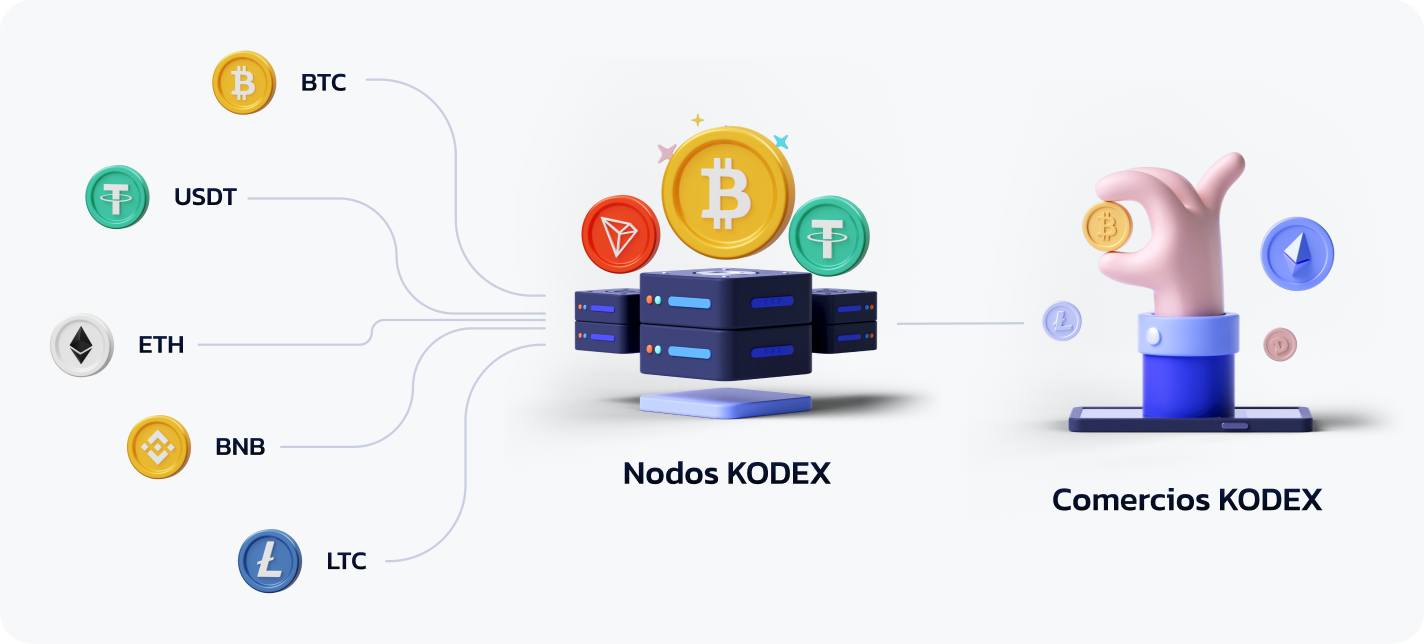 BTC
USDT
ETH
BNB
LTC
Nodos KODEX
Comercios KODEX